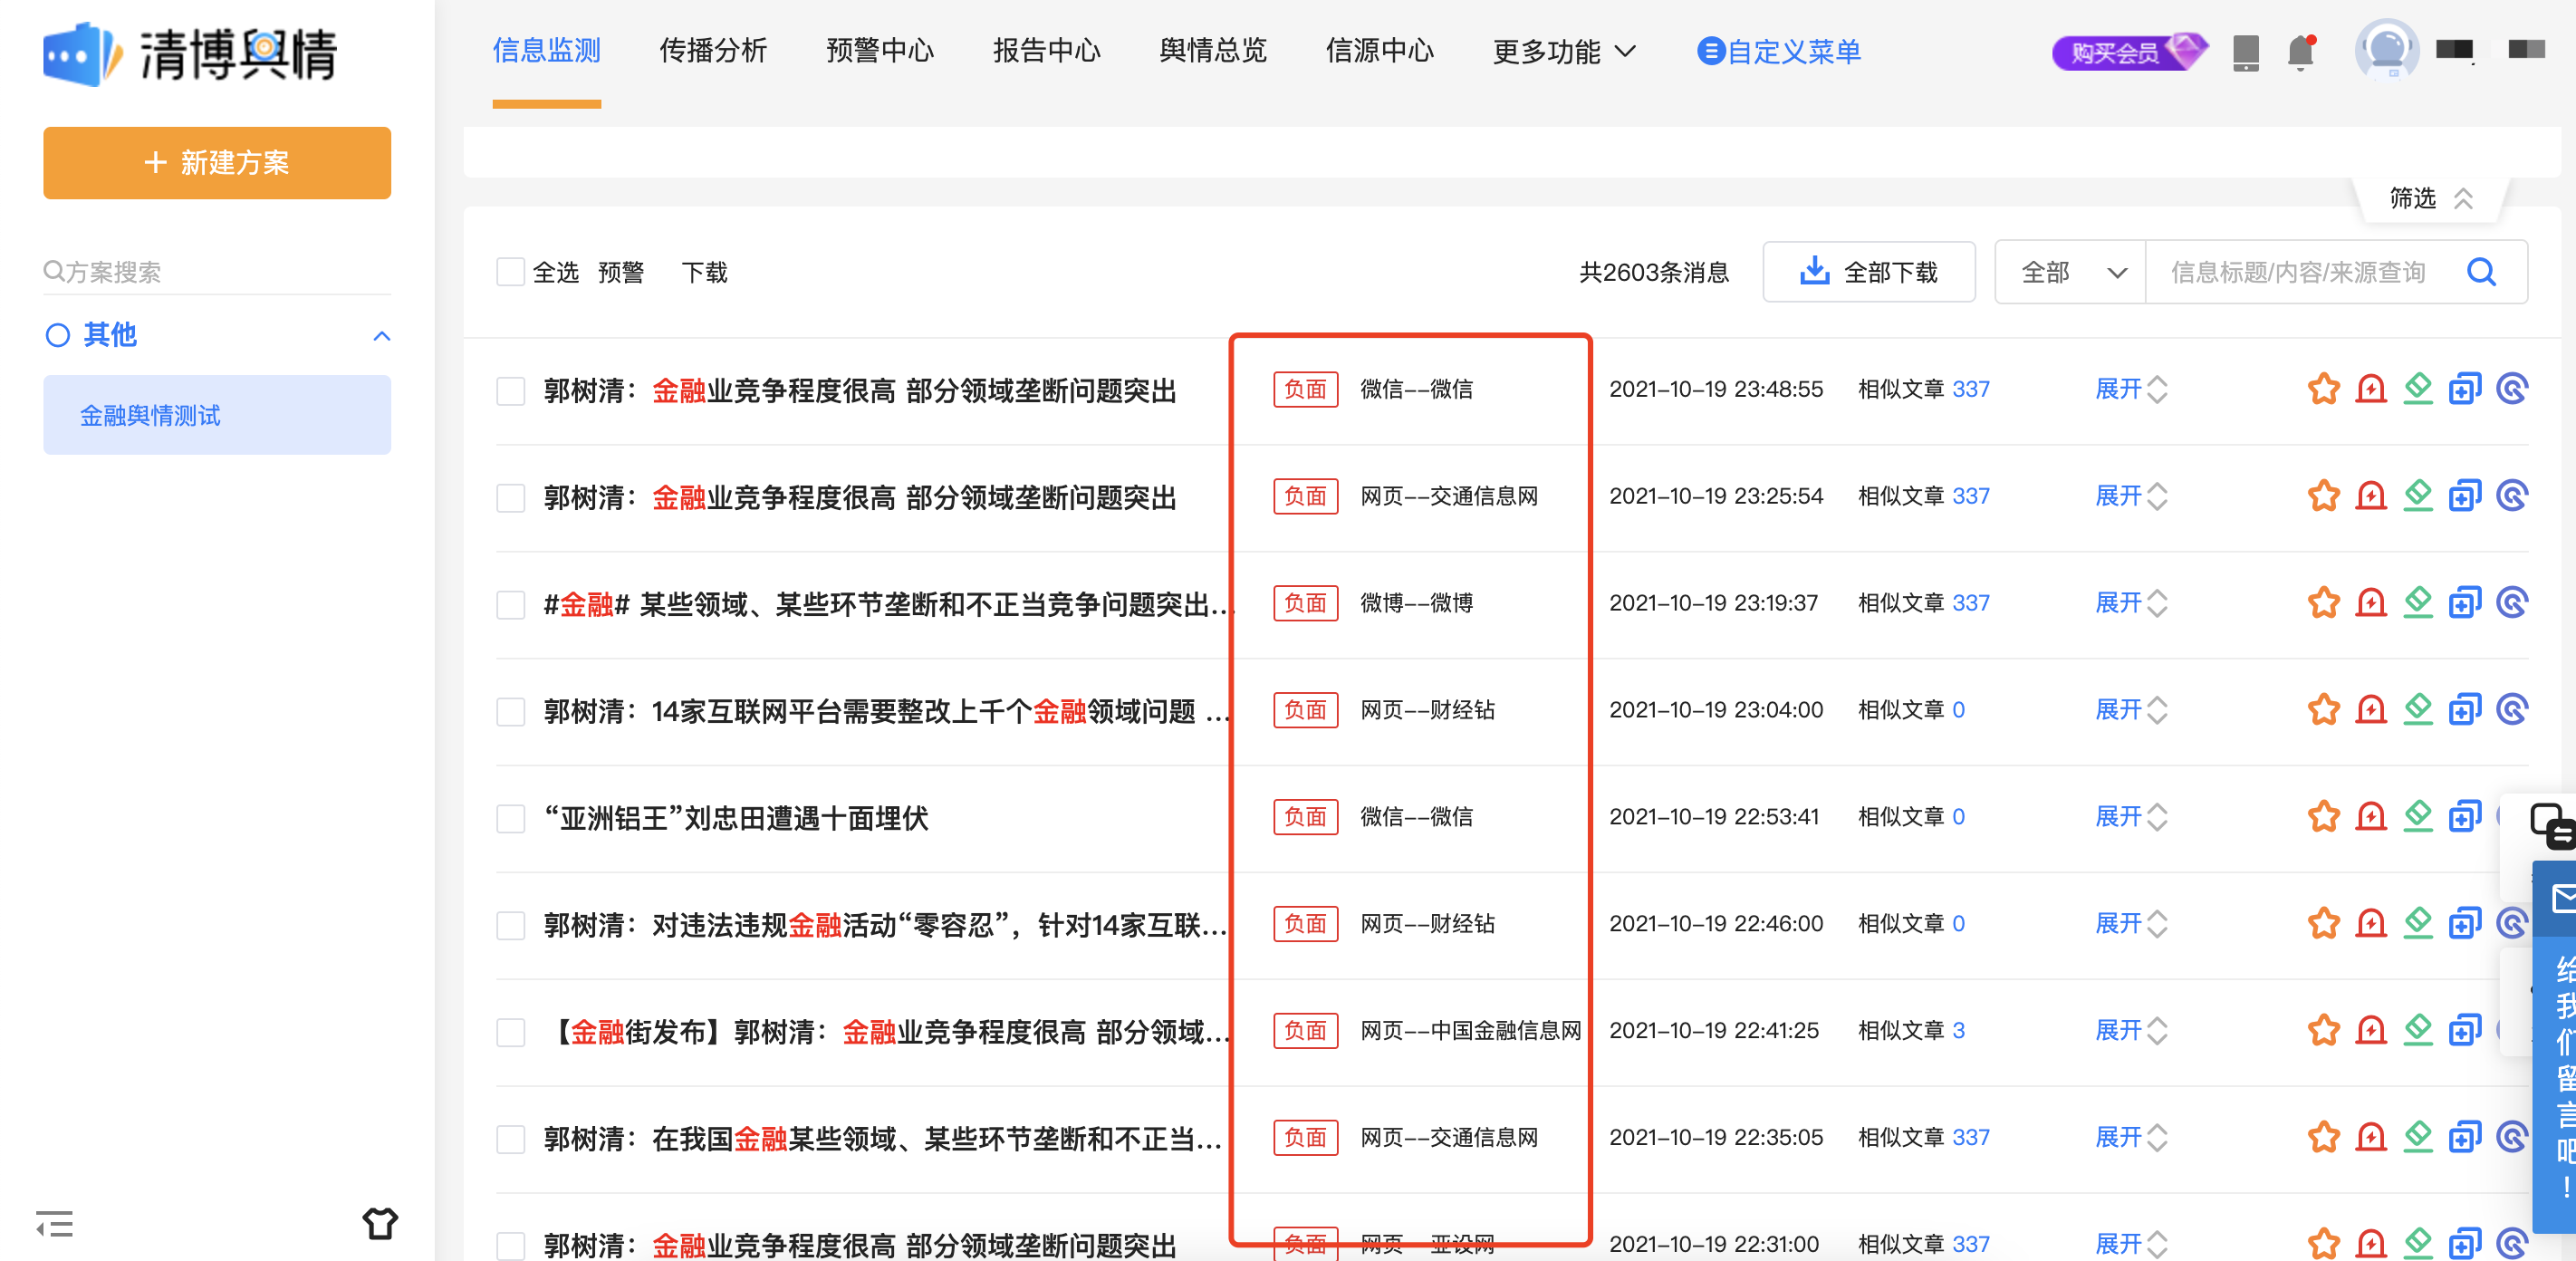 清博舆情
信息监测 传播分析 预警中心 报告中心 舆情总览 信源中心 更多功能 自定义菜单 购买会员
+ 新建方案
方案搜索
其他
金融舆情测试
筛选
全选 预警 下载 共2603条消息 全部下载 全部 信息标题/内容/来源查询
郭树清：金融业竞争程度很高 部分领域垄断问题突出 负面 微信--微信 2021-10-19 23:48:55 相似文章 337 展开
郭树清：金融业竞争程度很高 部分领域垄断问题突出 负面 网页--交通信息网 2021-10-19 23:25:54 相似文章 337 展开
#金融# 某些领域、某些环节垄断和不正当竞争问题突出... 负面 微博--微博 2021-10-19 23:19:37 相似文章 337 展开
郭树清：14家互联网平台需要整改上千个金融领域问题 ... 负面 网页--财经钻 2021-10-19 23:04:00 相似文章 0 展开
“亚洲铝王”刘忠田遭遇十面埋伏 负面 微信--微信 2021-10-19 22:53:41 相似文章 0 展开
郭树清：对违法违规金融活动“零容忍”，针对14家互联... 负面 网页--财经钻 2021-10-19 22:46:00 相似文章 0 展开
【金融街发布】郭树清：金融业竞争程度很高 部分领域... 负面 网页--中国金融信息网 2021-10-19 22:41:25 相似文章 3 展开
郭树清：在我国金融某些领域、某些环节垄断和不正当... 负面 网页--交通信息网 2021-10-19 22:35:05 相似文章 337 展开
郭树清：金融业竞争程度很高 部分领域垄断问题突出 负面 网页--亚设网 2021-10-19 22:31:00 相似文章 337 展开
给我们留言吧！